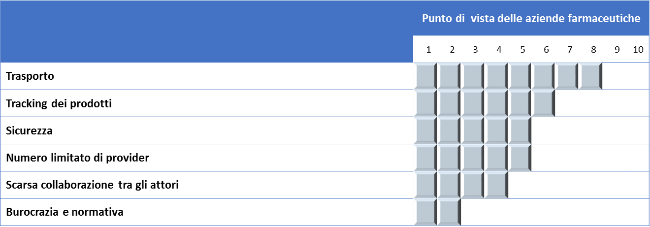 Punto di vista delle aziende farmaceutiche
1 2 3 4 5 6 7 8 9 10
Trasporto
Tracking dei prodotti
Sicurezza
Numero limitato di provider
Scarsa collaborazione tra gli attori
Burocrazia e normativa